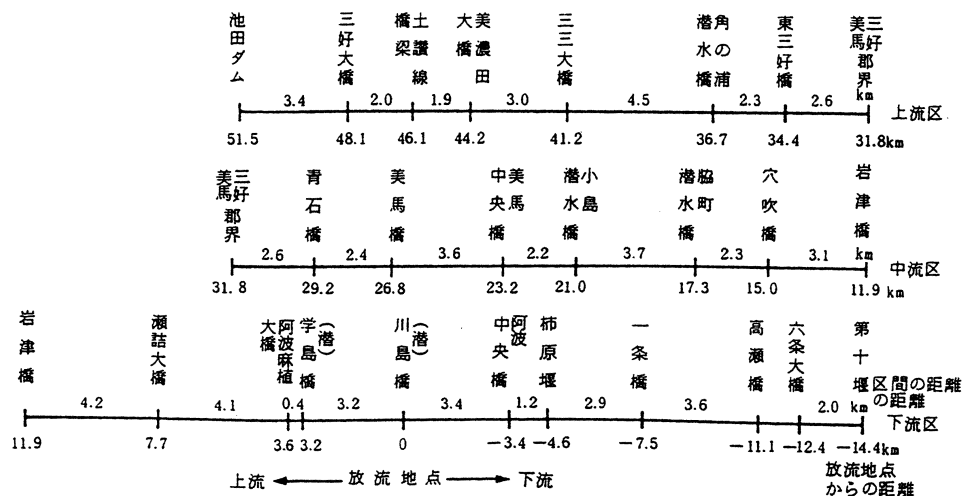 池田ダム 三好大橋 土讃線橋梁 美濃田大橋 三三大橋 角の浦潜水橋 東三好橋 三好美馬郡界
3.4 2.0 1.9 3.0 4.5 2.3 2.6 km
上流区
51.5 48.1 46.1 44.2 41.2 36.7 34.4 31.8km
三好美馬郡界 青石橋 美馬橋 美馬中央橋 小島潜水橋 脇町潜水橋 穴吹橋 岩津橋
2.6 2.4 3.6 2.2 3.7 2.3 3.1 km
中流区
31.8 29.2 26.8 23.2 21.0 17.3 15.0 11.9km
岩津橋 瀬詰大橋 阿波麻植大橋 学島橋(潜) 川島橋(潜) 阿波中央橋 柿原堰 一条橋 高瀬橋 六条大橋 第十堰
4.2 4.1 0.4 3.2 3.4 1.2 2.9 3.6 2.0 km
区間の距離
の距離
下流区
11.9 7.7 3.6 3.2 0 −3.4 −4.6 −7.5 −11.1 −12.4 −14.4km
上流 放流地点 下流
放流地点
からの距離